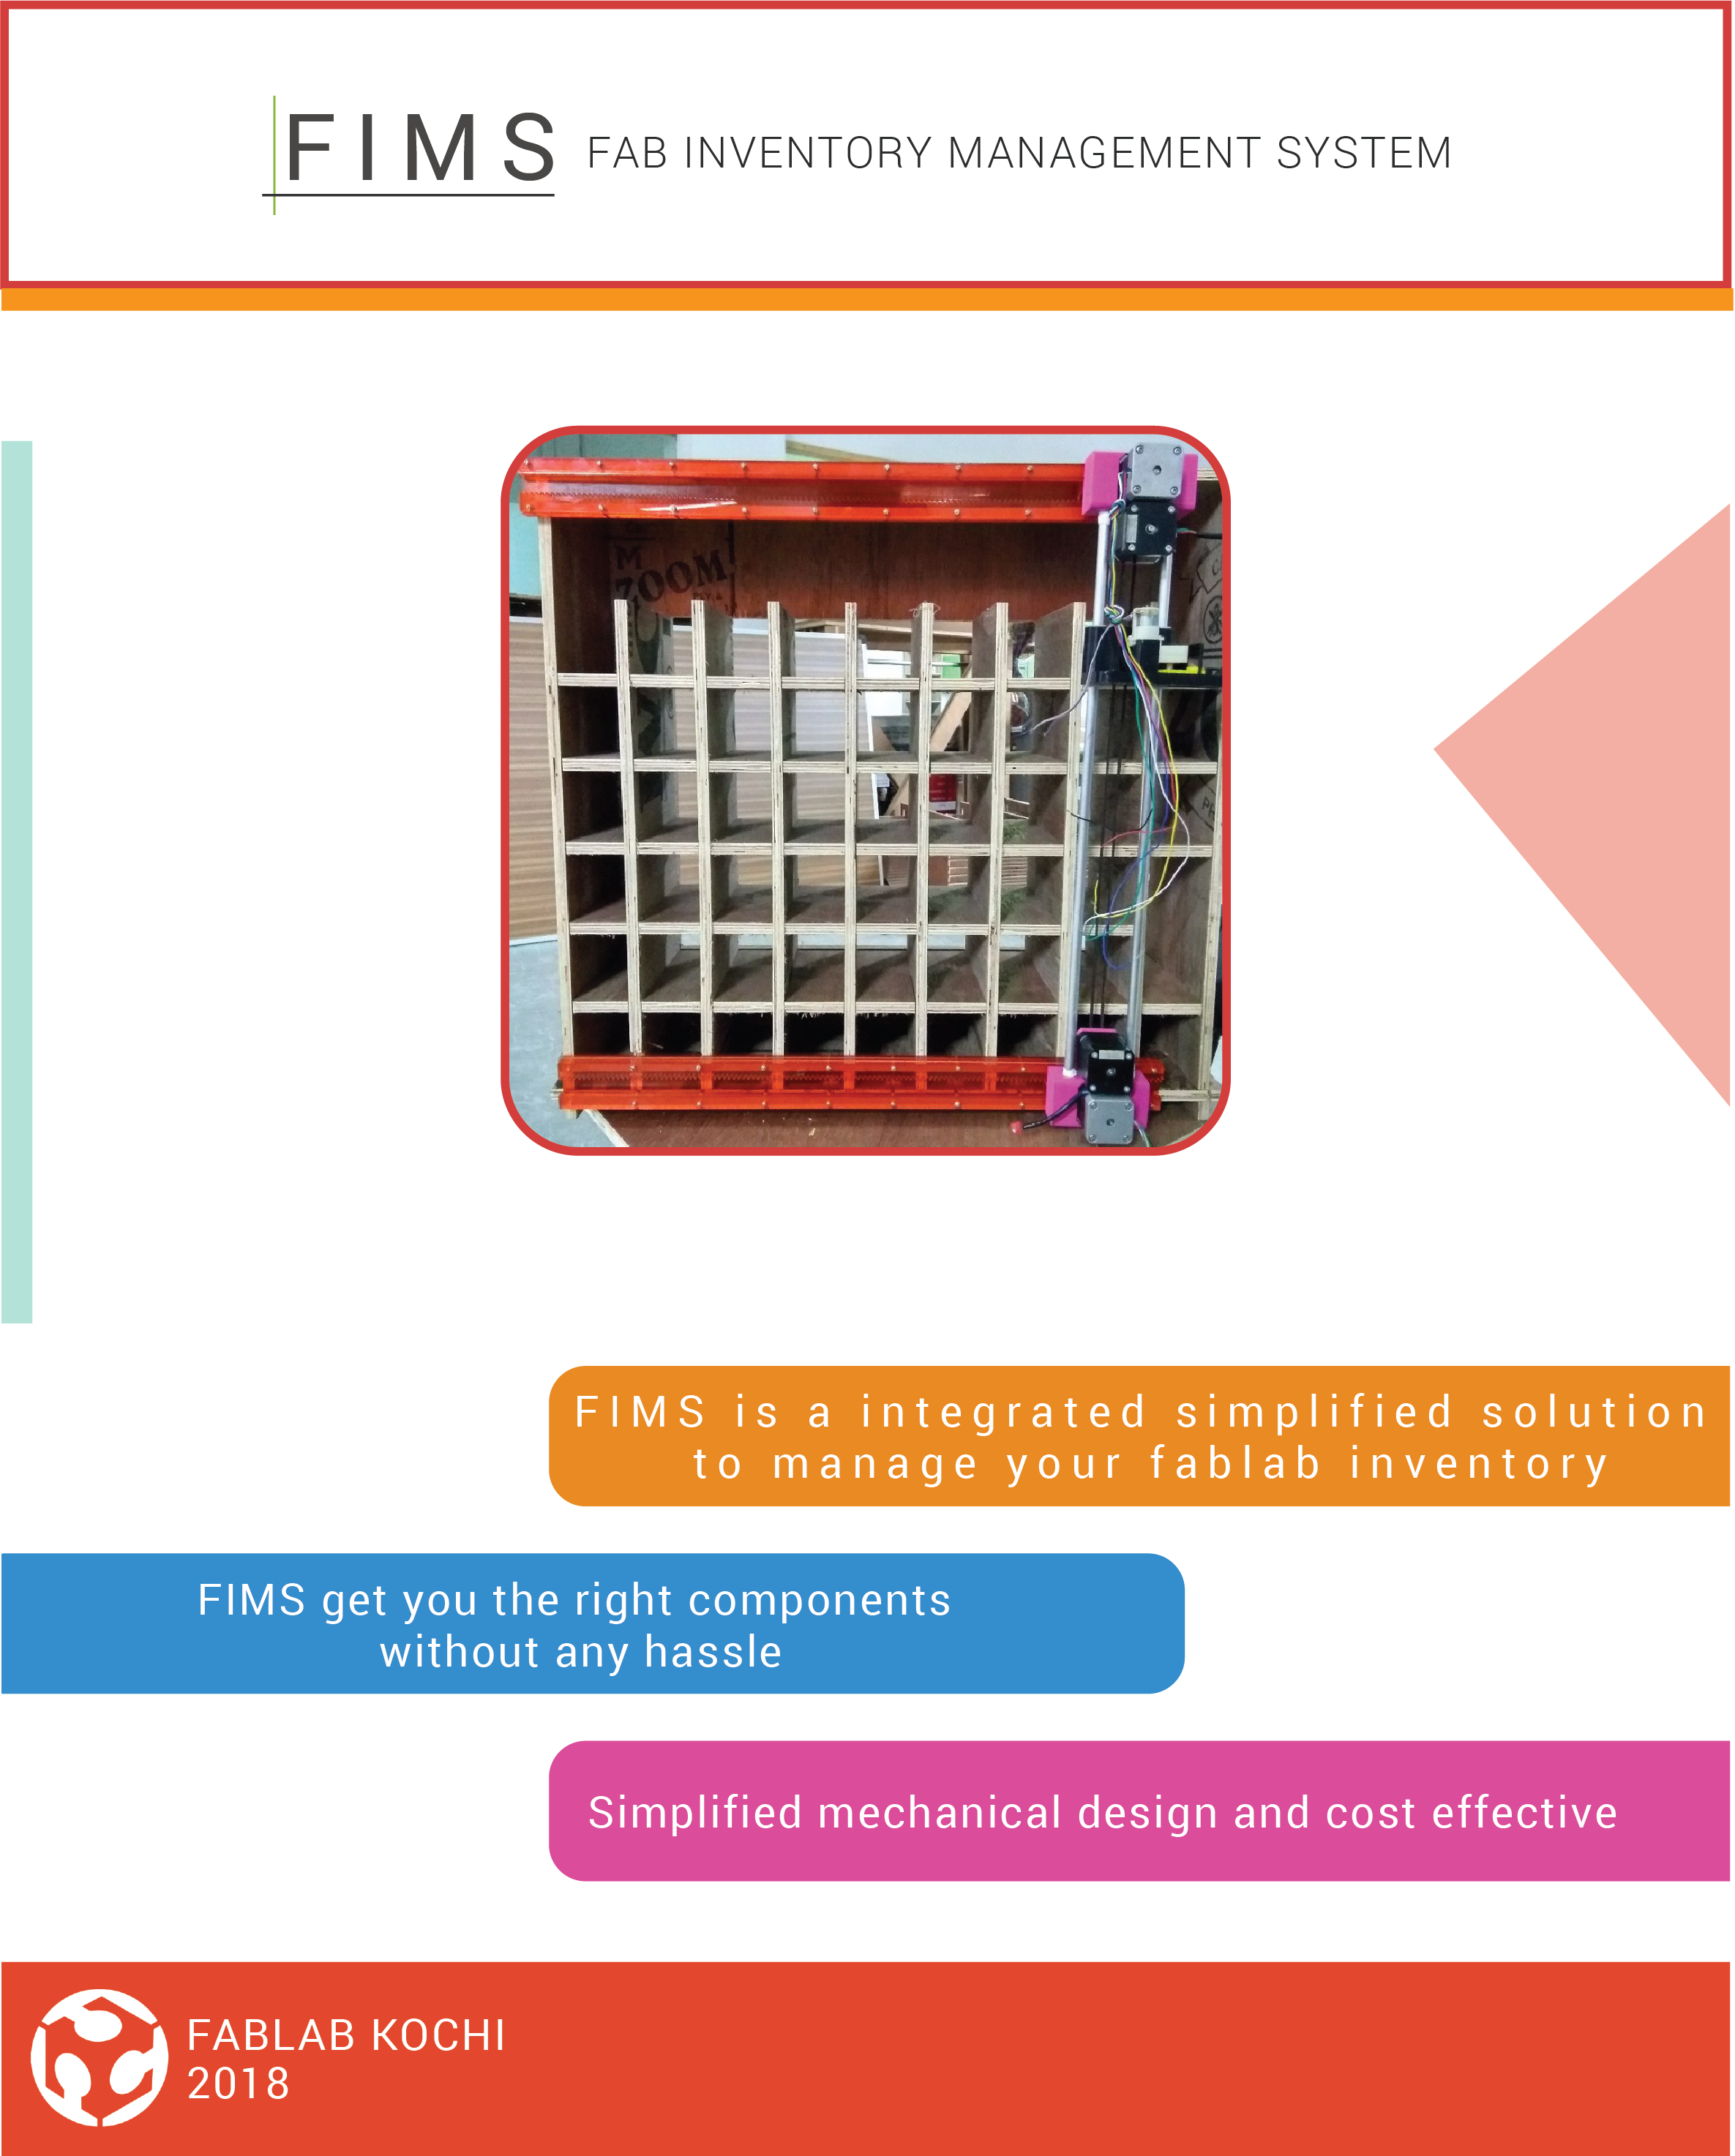 FIMS FAB INVENTORY MANAGEMENT SYSTEM
M
ZOOM
FIMS is a integrated simplified solution
to manage your fablab inventory
FIMS get you the right components
without any hassle
Simplified mechanical design and cost effective
FABLAB KOCHI
2018